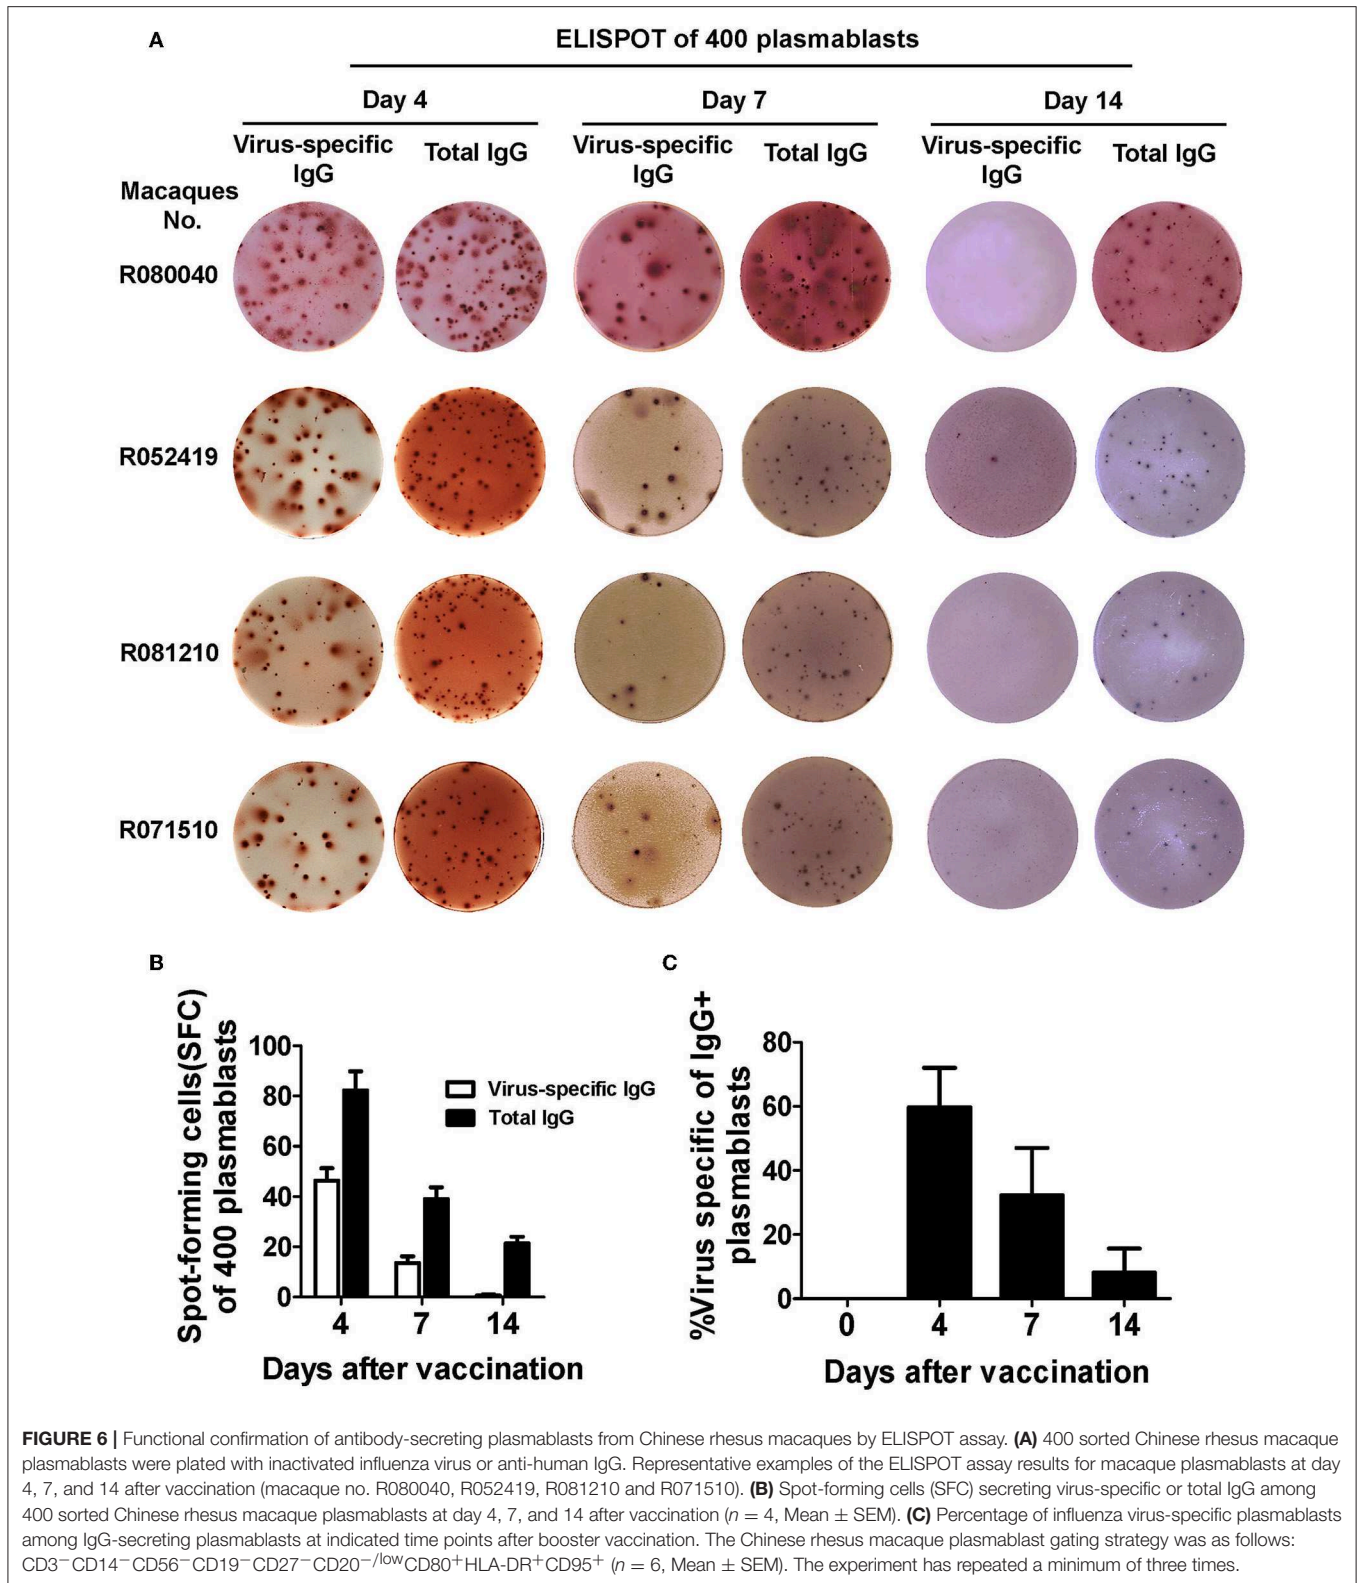 A
ELISPOT of 400 plasmablasts
Day 4
Day 7
Day 14
Virus-specific IgG
Total IgG
Virus-specific IgG
Total IgG
Virus-specific IgG
Total IgG
Macaques No.
R080040
R052419
R081210
R071510
B
Spot-forming cells(SFC)
of 400 plasmablasts
100
80
60
40
20
0
Virus-specific IgG
Total IgG
4 7 14
Days after vaccination
C
%Virus specific of IgG+
plasmablasts
80
60
40
20
0
0 4 7 14
Days after vaccination
FIGURE 6 | Functional confirmation of antibody-secreting plasmablasts from Chinese rhesus macaques by ELISPOT assay. (A) 400 sorted Chinese rhesus macaque
plasmablasts were plated with inactivated influenza virus or anti-human IgG. Representative examples of the ELISPOT assay results for macaque plasmablasts at day
4, 7, and 14 after vaccination (macaque no. R080040, R052419, R081210 and R071510). (B) Spot-forming cells (SFC) secreting virus-specific or total IgG among
400 sorted Chinese rhesus macaque plasmablasts at day 4, 7, and 14 after vaccination (n = 4, Mean ± SEM). (C) Percentage of influenza virus-specific plasmablasts
among IgG-secreting plasmablasts at indicated time points after booster vaccination. The Chinese rhesus macaque plasmablast gating strategy was as follows:
CD3⁻CD14⁻CD56⁻CD19⁻CD27⁻CD20⁻/ˡᵒʷCD80⁺HLA-DR⁺CD95⁺ (n = 6, Mean ± SEM). The experiment has repeated a minimum of three times.